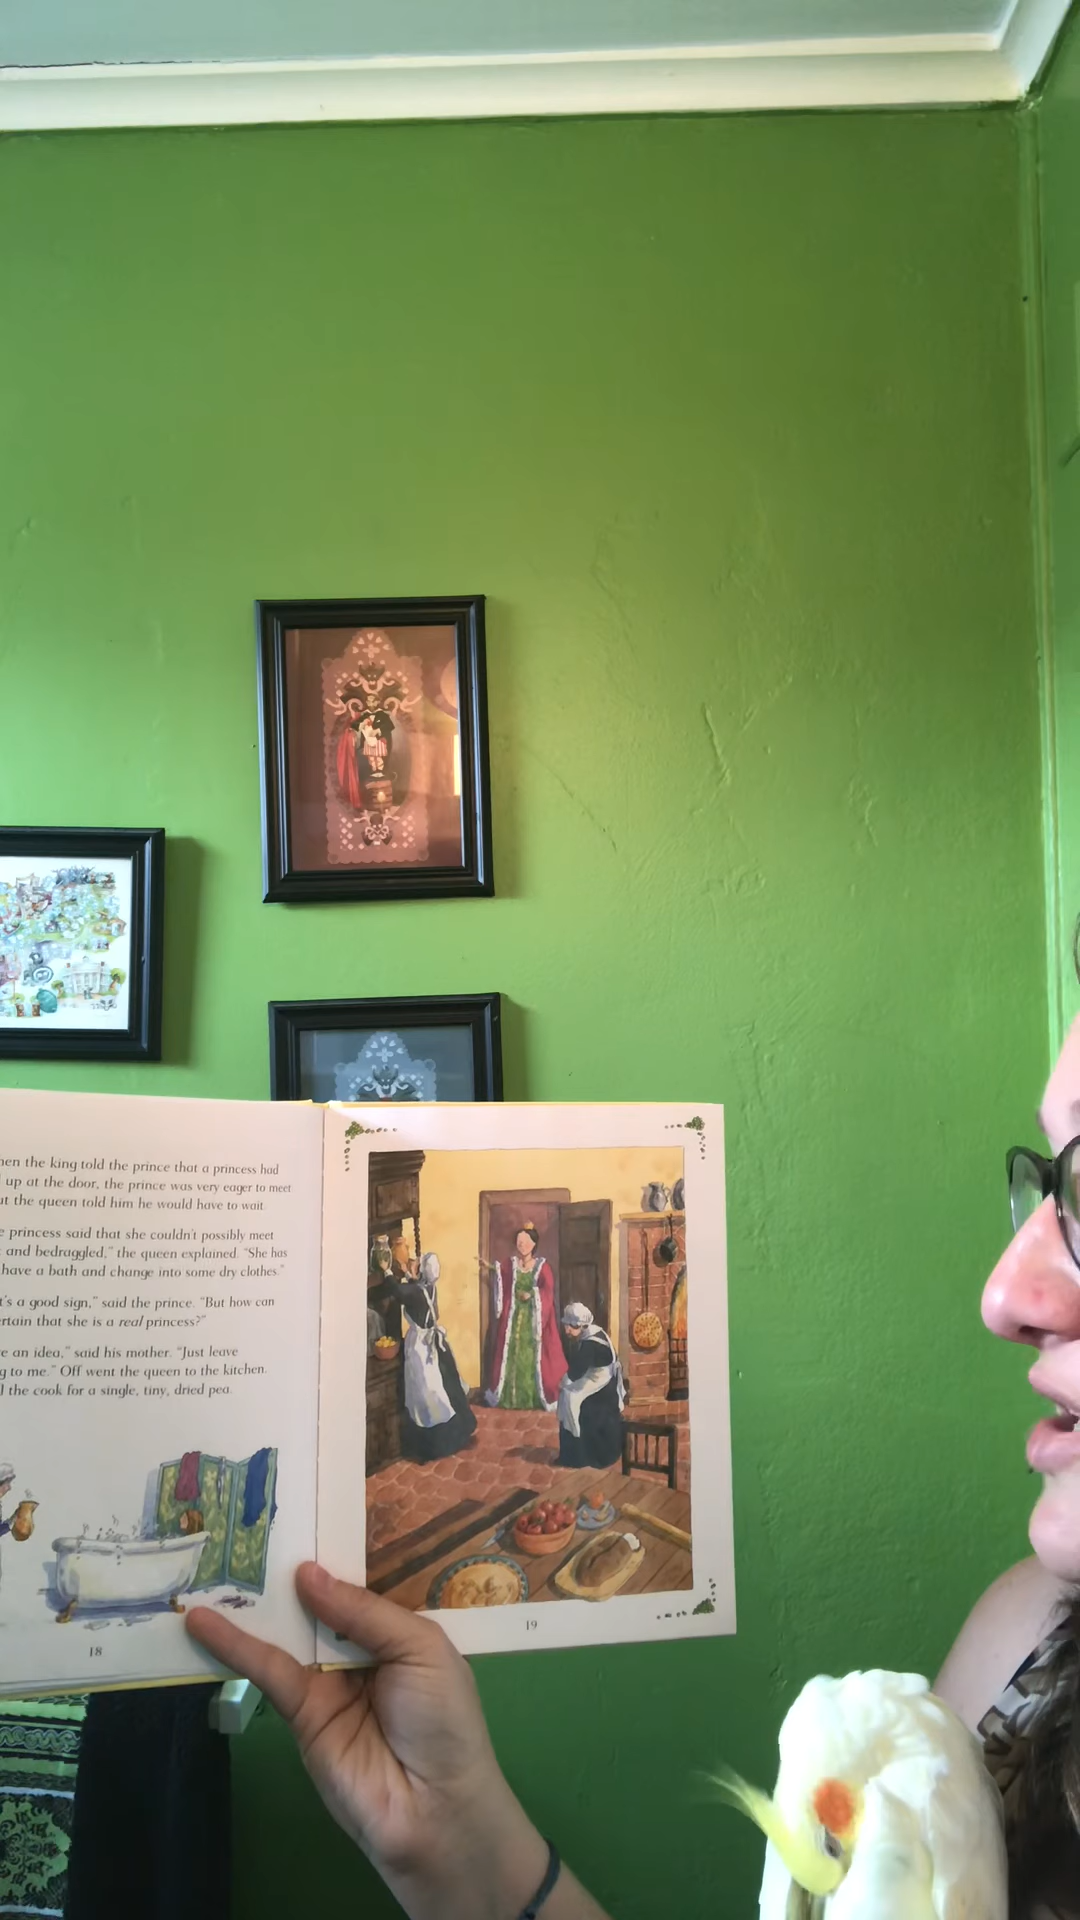 hen the king told the prince that a princess had
up at the door, the prince was very eager to meet
the queen told him he would have to wait.
princess said that she couldn't possibly meet
and bedraggled," the queen explained. "She has
have a bath and change into some dry clothes."
t's a good sign," said the prince. "But how can
rtain that she is a real princess?"
e an idea," said his mother. "Just leave
g to me." Off went the queen to the kitchen.
the cook for a single, tiny, dried pea.
18
19